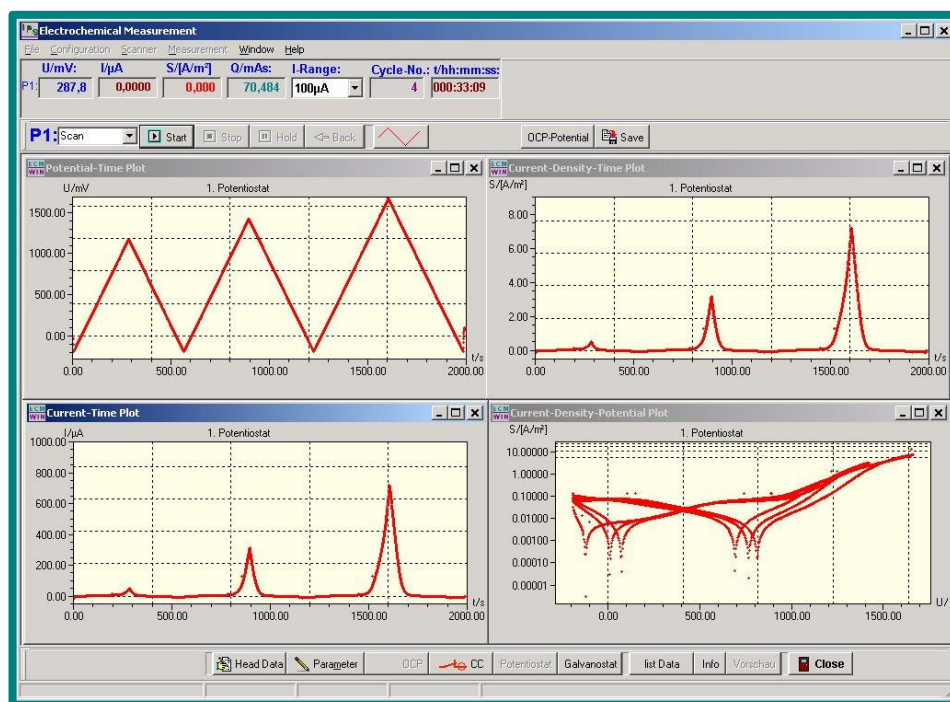 Electrochemical Measurement
File Configuration Scanner Measurement Window Help
U/mV: I/µA S/[A/m²] Q/mAs: I-Range: Cycle-No.: t/hh:mm:ss:
P1: 287,8 0,0000 0,000 70,484 100µA 4 000:33:09
P1: Scan Start Stop Hold Back OCP-Potential Save
ECM WIN Potential-Time Plot
U/mV 1. Potentiostat
1500.00
1000.00
500.00
0.00
t/s
0.00 500.00 1000.00 1500.00 2000.00
ECM WIN Current-Density-Time Plot
S/[A/m²] 1. Potentiostat
8.00
6.00
4.00
2.00
0.00
t/s
0.00 500.00 1000.00 1500.00 2000.00
ECM WIN Current-Time Plot
I/µA 1. Potentiostat
1000.00
800.00
600.00
400.00
200.00
0.00
t/s
0.00 500.00 1000.00 1500.00 2000.00
ECM WIN Current-Density-Potential Plot
S/[A/m²] 1. Potentiostat
10.00000
1.00000
0.10000
0.01000
0.00100
0.00010
0.00001
U/
0.00 500.00 1000.00 1500.00
Head Data Parameter OCP CC Potentiostat Galvanostat list Data Info Vorschau Close